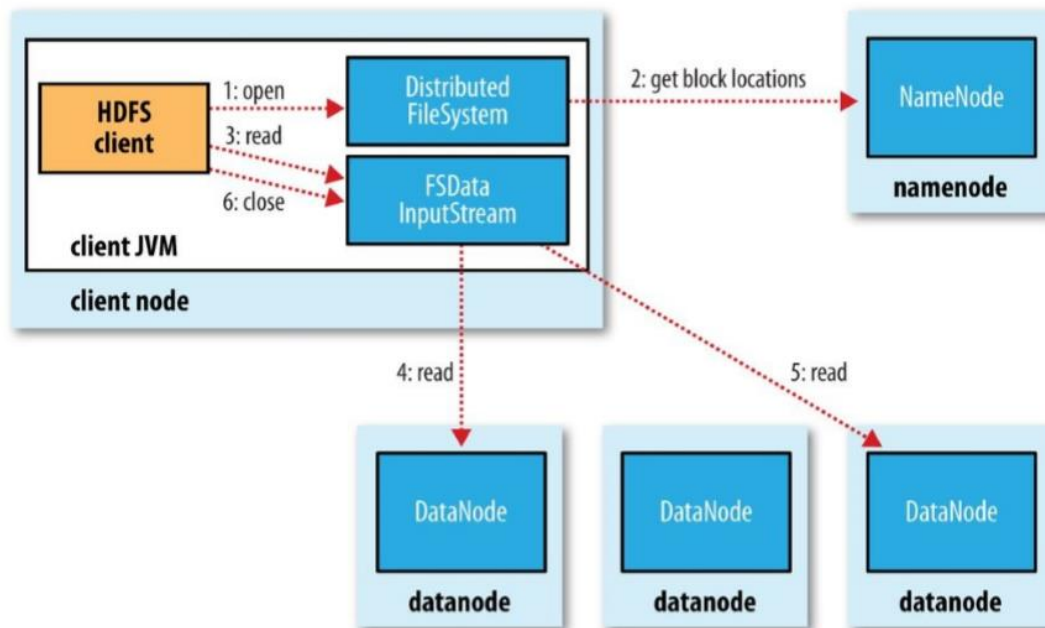 HDFS
client
1: open
3: read
6: close
Distributed
FileSystem
FSData
InputStream
client JVM
client node
2: get block locations
NameNode
namenode
4: read
5: read
DataNode
datanode
DataNode
datanode
DataNode
datanode